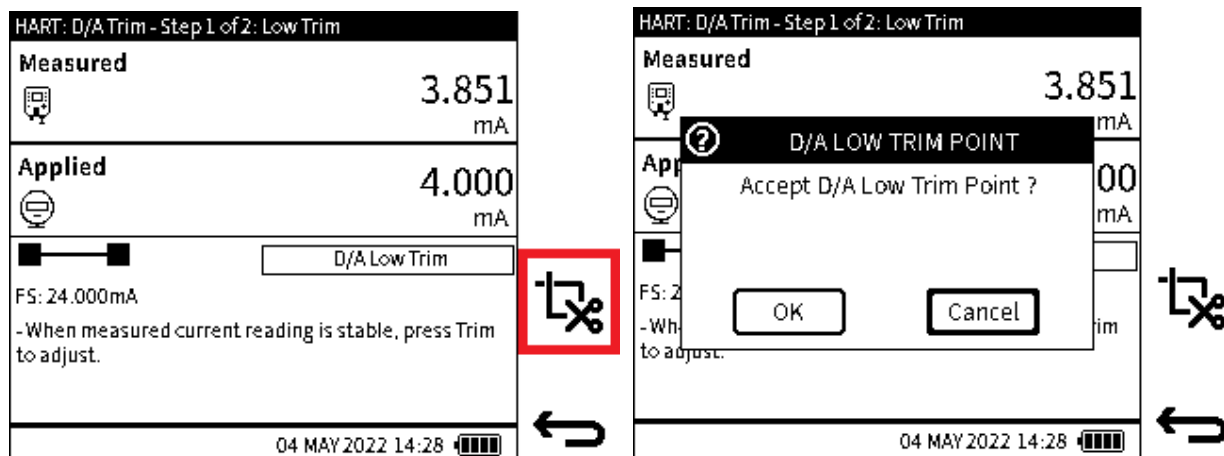 HART: D/A Trim - Step 1 of 2: Low Trim
Measured
3.851
mA
Applied
4.000
mA
D/A Low Trim
FS: 24.000mA
- When measured current reading is stable, press Trim
to adjust.
04 MAY 2022 14:28
HART: D/A Trim - Step 1 of 2: Low Trim
Measured
3.851
mA
D/A LOW TRIM POINT
App
00
Accept D/A Low Trim Point ?
mA
FS: 2
OK
Cancel
- Wh
rim
to adjust.
04 MAY 2022 14:28